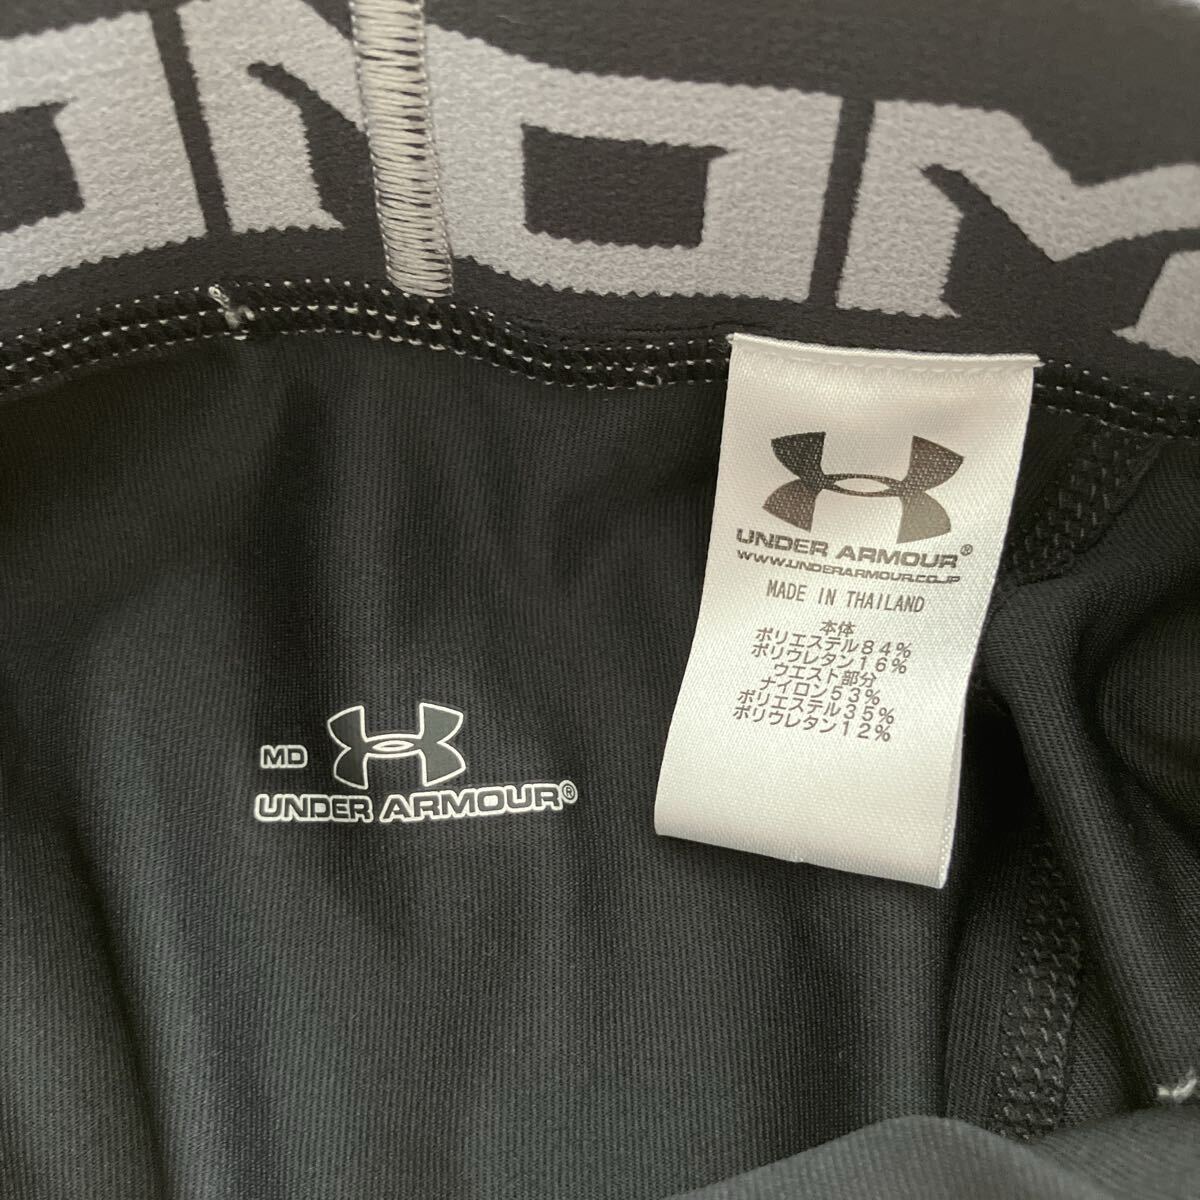 UNDER ARMOUR®
WWW.UNDERARMOUR.CO.JP
MADE IN THAILAND
本体
ポリエステル84%
ポリウレタン16%
ウエスト部分
ナイロン53%
ポリエステル35%
ポリウレタン12%
MD
UNDER ARMOUR®